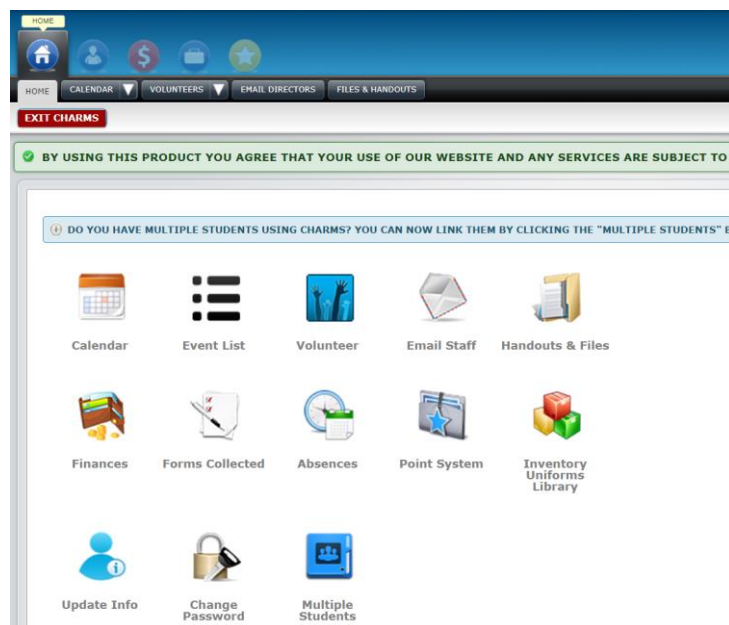 HOME
HOME
CALENDAR
VOLUNTEERS
EMAIL DIRECTORS
FILES & HANDOUTS
EXIT CHARMS
BY USING THIS PRODUCT YOU AGREE THAT YOUR USE OF OUR WEBSITE AND ANY SERVICES ARE SUBJECT TO
DO YOU HAVE MULTIPLE STUDENTS USING CHARMS? YOU CAN NOW LINK THEM BY CLICKING THE "MULTIPLE STUDENTS"
Calendar
Event List
Volunteer
Email Staff
Handouts & Files
Finances
Forms Collected
Absences
Point System
Inventory
Uniforms
Library
Update Info
Change
Password
Multiple
Students